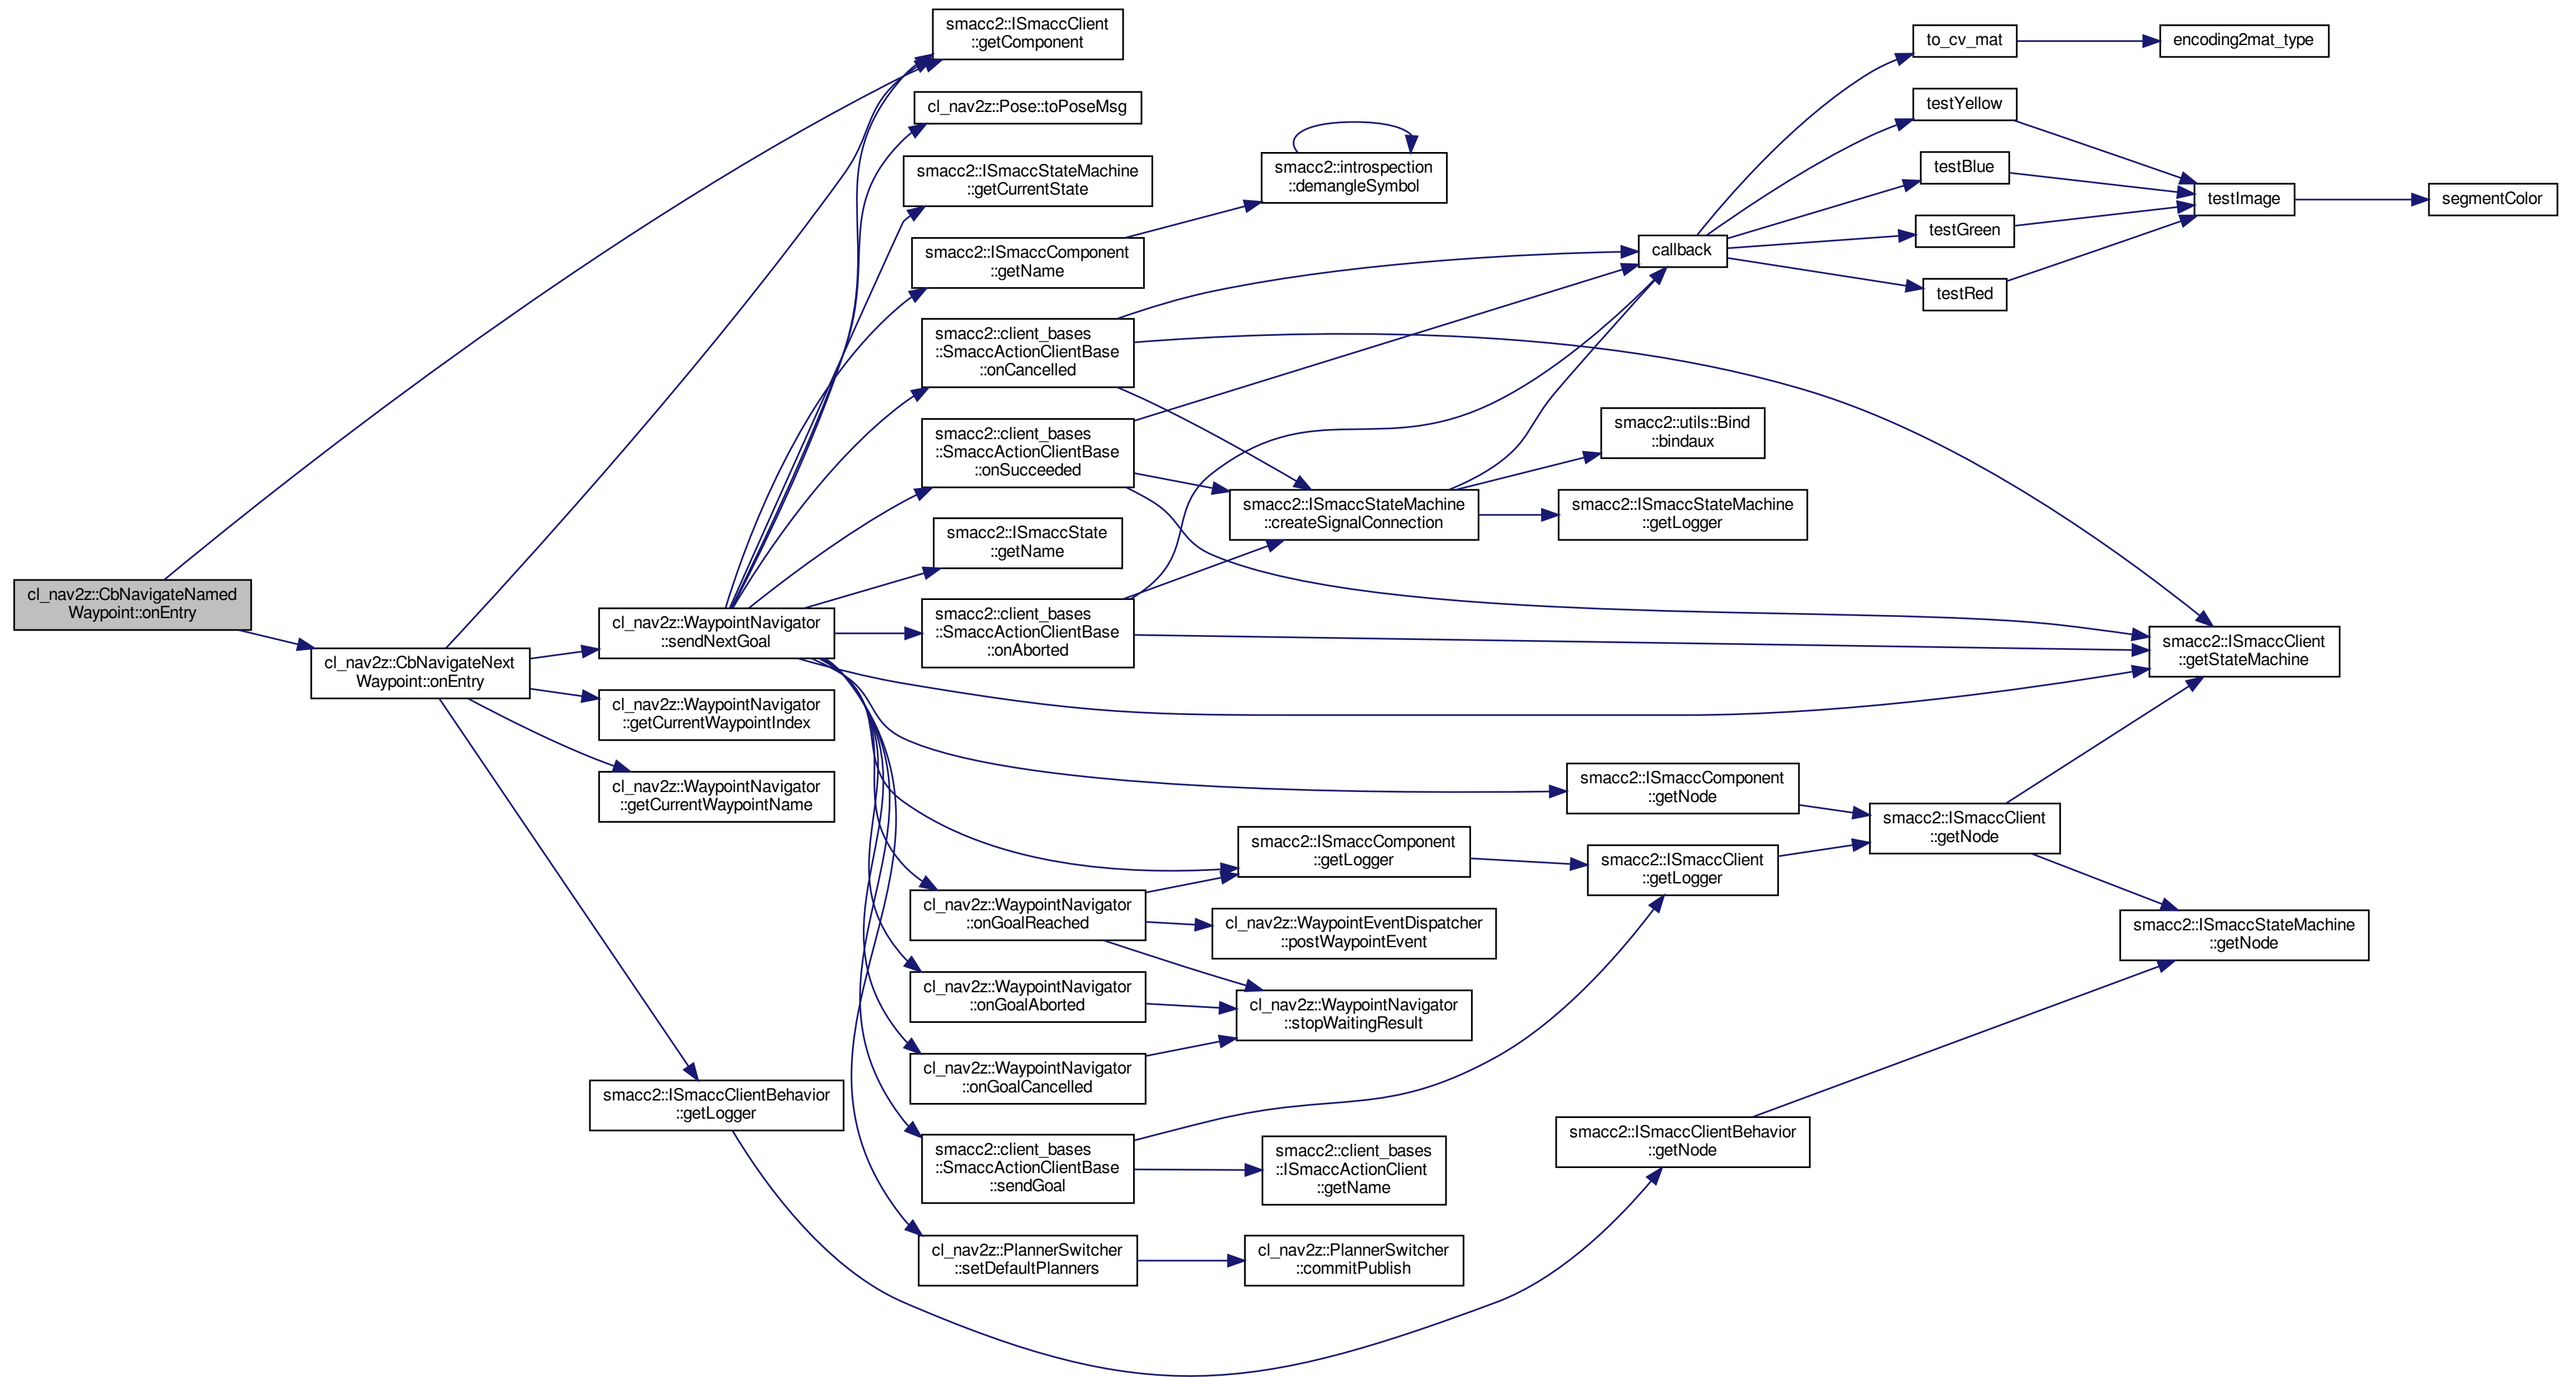 cl_nav2z::CbNavigateNamed
Waypoint::onEntry
cl_nav2z::CbNavigateNext
Waypoint::onEntry
cl_nav2z::WaypointNavigator
::sendNextGoal
cl_nav2z::WaypointNavigator
::getCurrentWaypointIndex
cl_nav2z::WaypointNavigator
::getCurrentWaypointName
smacc2::ISmaccClientBehavior
::getLogger
smacc2::ISmaccClient
::getComponent
cl_nav2z::Pose::toPoseMsg
smacc2::ISmaccStateMachine
::getCurrentState
smacc2::ISmaccComponent
::getName
smacc2::client_bases
::SmaccActionClientBase
::onCancelled
smacc2::client_bases
::SmaccActionClientBase
::onSucceeded
smacc2::ISmaccState
::getName
smacc2::client_bases
::SmaccActionClientBase
::onAborted
cl_nav2z::WaypointNavigator
::onGoalReached
cl_nav2z::WaypointNavigator
::onGoalAborted
cl_nav2z::WaypointNavigator
::onGoalCancelled
smacc2::client_bases
::SmaccActionClientBase
::sendGoal
cl_nav2z::PlannerSwitcher
::setDefaultPlanners
smacc2::introspection
::demangleSymbol
smacc2::ISmaccStateMachine
::createSignalConnection
smacc2::ISmaccComponent
::getLogger
cl_nav2z::WaypointEventDispatcher
::postWaypointEvent
cl_nav2z::WaypointNavigator
::stopWaitingResult
smacc2::client_bases
::ISmaccActionClient
::getName
cl_nav2z::PlannerSwitcher
::commitPublish
callback
smacc2::utils::Bind
::bindaux
smacc2::ISmaccStateMachine
::getLogger
smacc2::ISmaccComponent
::getNode
smacc2::ISmaccClient
::getLogger
smacc2::ISmaccClientBehavior
::getNode
to_cv_mat
testYellow
testBlue
testGreen
testRed
smacc2::ISmaccClient
::getNode
encoding2mat_type
testImage
smacc2::ISmaccClient
::getStateMachine
smacc2::ISmaccStateMachine
::getNode
segmentColor